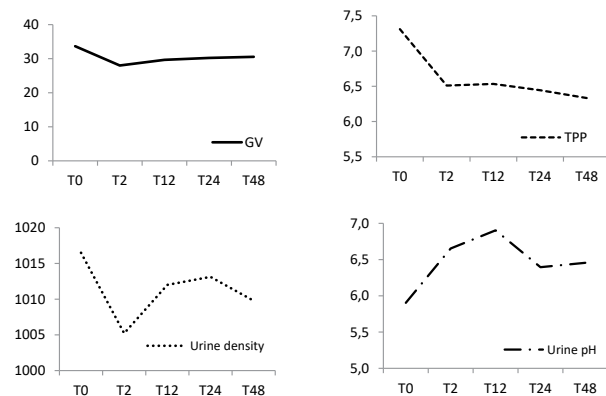 40
30
20
10
0
GV
T0 T2 T12 T24 T48
7,5
7,0
6,5
6,0
5,5
TPP
T0 T2 T12 T24 T48
1020
1015
1010
1005
1000
Urine density
T0 T2 T12 T24 T48
7,0
6,5
6,0
5,5
5,0
Urine pH
T0 T2 T12 T24 T48